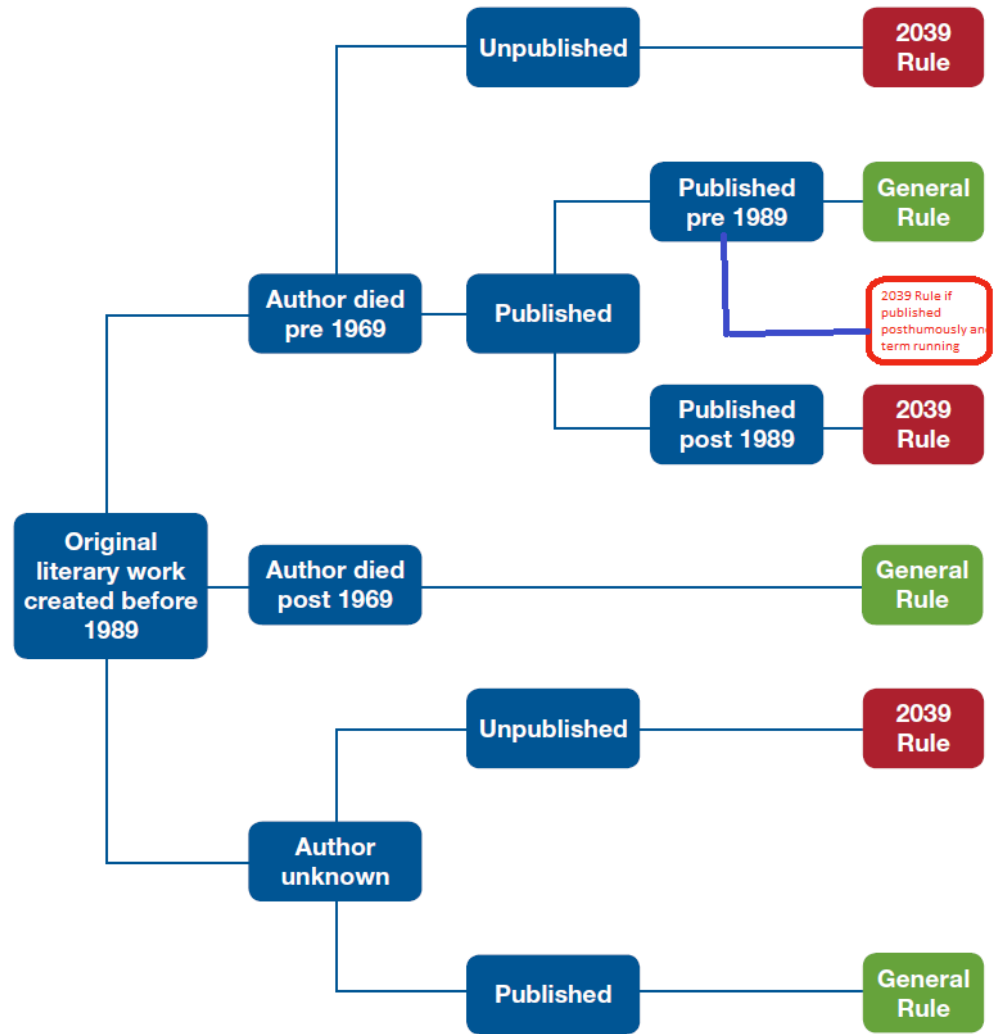 Unpublished
2039
Rule
Published
pre 1989
General
Rule
Author died
pre 1969
Published
2039 Rule if
published
posthumously and
term running
Published
post 1989
2039
Rule
Original
literary work
created before
1989
Author died
post 1969
General
Rule
Unpublished
2039
Rule
Author
unknown
Published
General
Rule